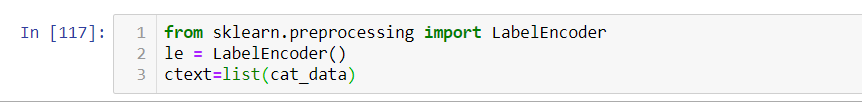 In [117]: 1 from sklearn.preprocessing import LabelEncoder
2 le = LabelEncoder()
3 ctext=list(cat_data)